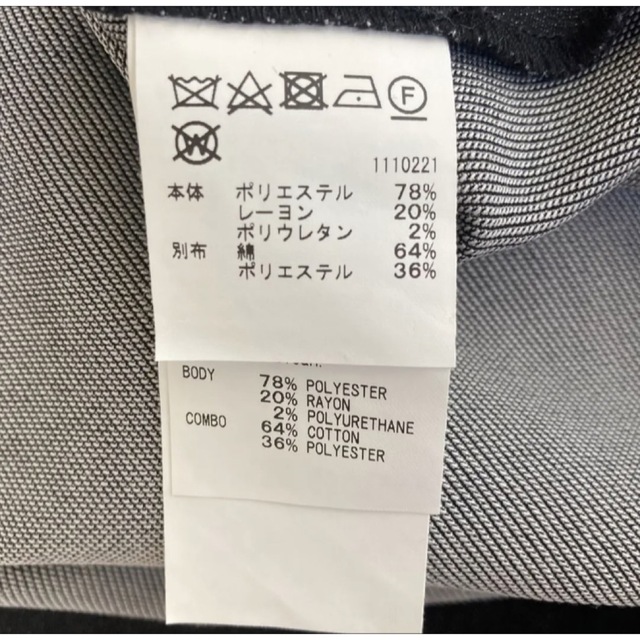 F
W
1110221
本体 ポリエステル 78%
レーヨン 20%
ポリウレタン 2%
別布 綿 64%
ポリエステル 36%
BODY
78% POLYESTER
20% RAYON
2% POLYURETHANE
COMBO 64% COTTON
36% POLYESTER